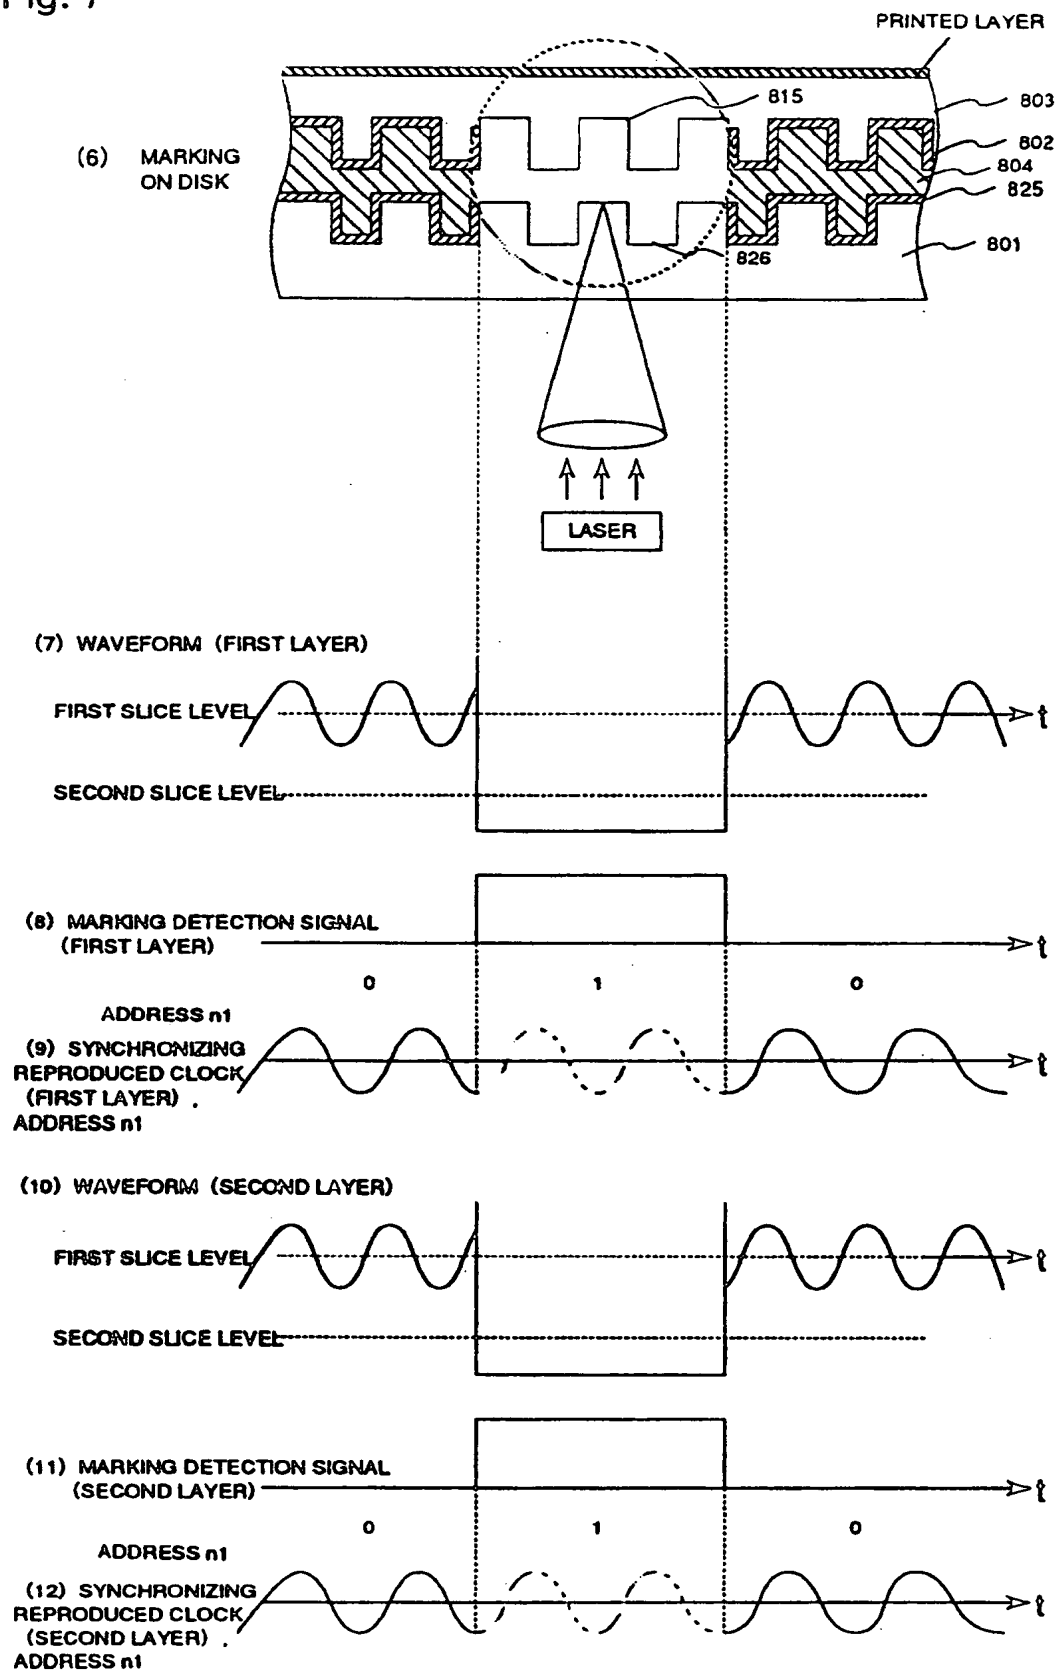 Fig. 7
PRINTED LAYER
815
803
802
804
825
(6) MARKING
ON DISK
801
826
LASER
(7) WAVEFORM (FIRST LAYER)
FIRST SLICE LEVEL
t
SECOND SLICE LEVEL
(8) MARKING DETECTION SIGNAL
(FIRST LAYER)
t
0 1 0
ADDRESS n1
(9) SYNCHRONIZING
REPRODUCED CLOCK
(FIRST LAYER) .
ADDRESS n1
t
(10) WAVEFORM (SECOND LAYER)
FIRST SLICE LEVEL
t
SECOND SLICE LEVEL
(11) MARKING DETECTION SIGNAL
(SECOND LAYER)
t
0 1 0
ADDRESS n1
(12) SYNCHRONIZING
REPRODUCED CLOCK
(SECOND LAYER) .
ADDRESS n1
t